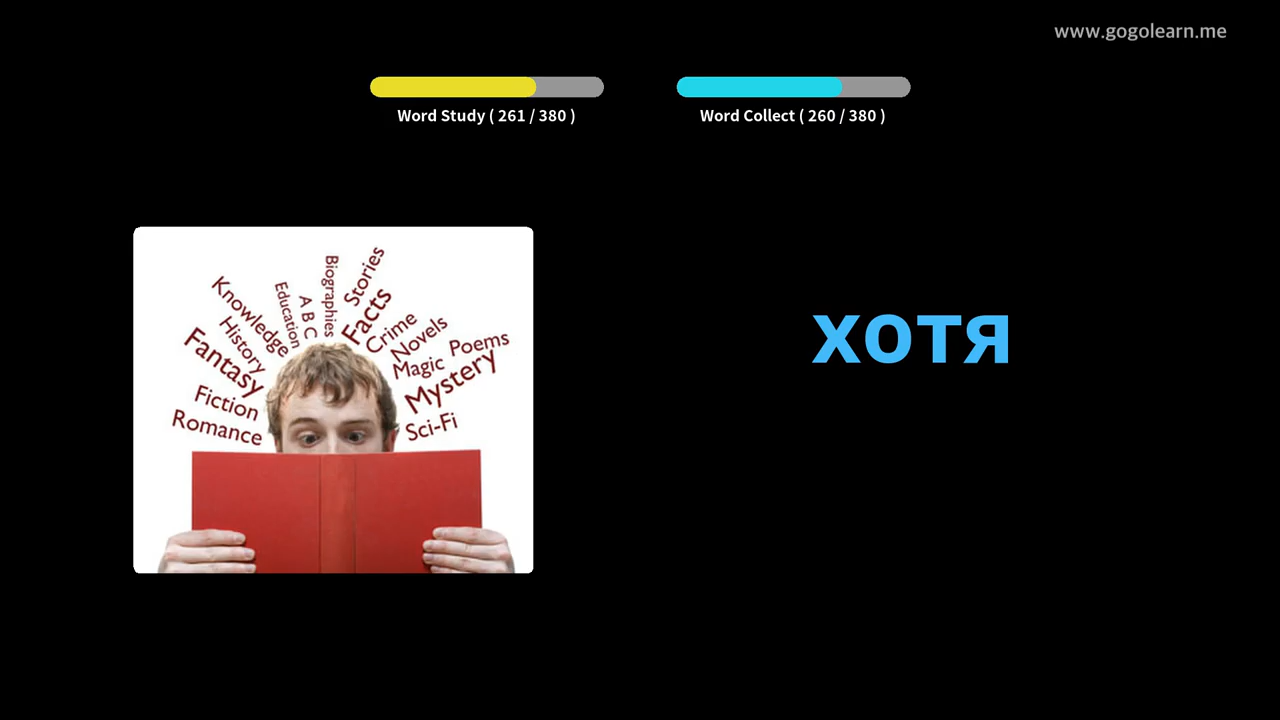 www.gogolearn.me
Word Study ( 261 / 380 )
Word Collect ( 260 / 380 )
Biographies
Stories
Knowledge
Education
A B C
Facts
Crime
History
Novels
Poems
Fantasy
Magic
Mystery
Fiction
Romance
Sci-Fi
хотя